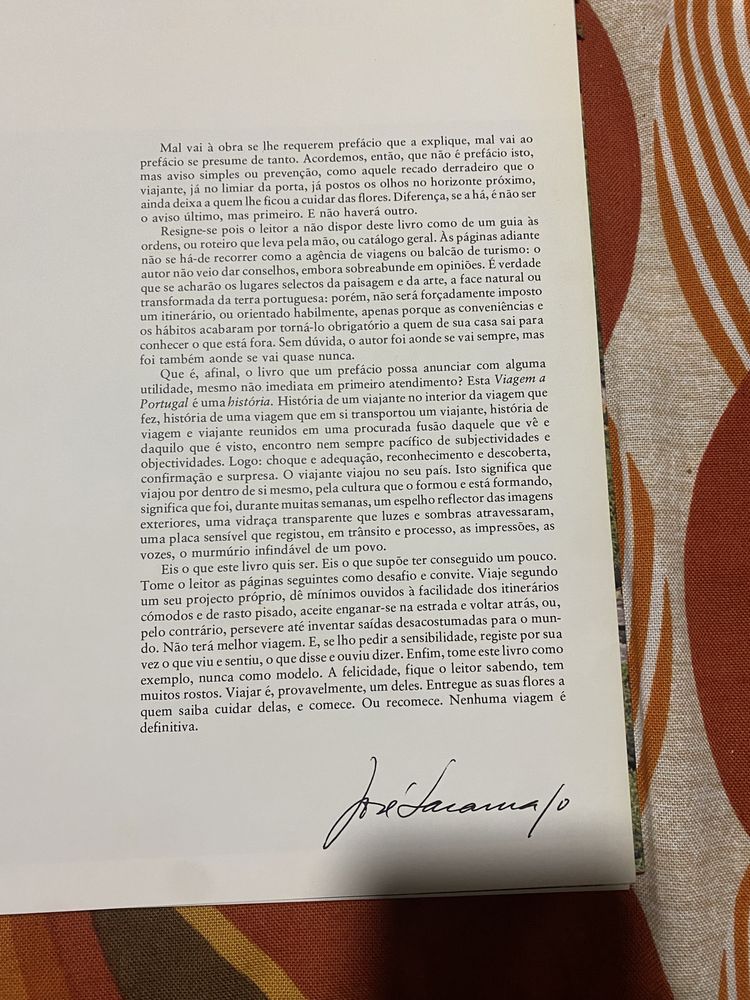 Mal vai à obra se lhe requerem prefácio que a explique, mal vai ao
prefácio se presume de tanto. Acordemos, então, que não é prefácio isto,
mas aviso simples ou prevenção, como aquele recado derradeiro que o
viajante, já no limiar da porta, já postos os olhos no horizonte próximo,
ainda deixa a quem lhe ficou a cuidar das flores. Diferença, se a há, é não ser
o aviso último, mas primeiro. E não haverá outro.
Resigne-se pois o leitor a não dispor deste livro como de um guia às
ordens, ou roteiro que leva pela mão, ou catálogo geral. Às páginas adiante
não se há-de recorrer como a agência de viagens ou balcão de turismo: o
autor não veio dar conselhos, embora sobreabunde em opiniões. É verdade
que se acharão os lugares selectos da paisagem e da arte, a face natural ou
transformada da terra portuguesa: porém, não será forçadamente imposto
um itinerário, ou orientado habilmente, apenas porque as conveniências e
os hábitos acabaram por torná-lo obrigatório a quem de sua casa sai para
conhecer o que está fora. Sem dúvida, o autor foi aonde se vai sempre, mas
foi também aonde se vai quase nunca.
Que é, afinal, o livro que um prefácio possa anunciar com alguma
utilidade, mesmo não imediata em primeiro atendimento? Esta Viagem a
Portugal é uma história. História de um viajante no interior da viagem que
fez, história de uma viagem que em si transportou um viajante, história de
viagem e viajante reunidos em uma procurada fusão daquele que vê e
daquilo que é visto, encontro nem sempre pacífico de subjectividades e
objectividades. Logo: choque e adequação, reconhecimento e descoberta,
confirmação e surpresa. O viajante viajou no seu país. Isto significa que
viajou por dentro de si mesmo, pela cultura que o formou e está formando,
significa que foi, durante muitas semanas, um espelho reflector das imagens
exteriores, uma vidraça transparente que luzes e sombras atravessaram,
uma placa sensível que registou, em trânsito e processo, as impressões, as
vozes, o murmúrio infindável de um povo.
Eis o que este livro quis ser. Eis o que supõe ter conseguido um pouco.
Tome o leitor as páginas seguintes como desafio e convite. Viaje segundo
um seu projecto próprio, dê mínimos ouvidos à facilidade dos itinerários
cómodos e de rasto pisado, aceite enganar-se na estrada e voltar atrás, ou,
pelo contrário, persevere até inventar saídas desacostumadas para o mun-
do. Não terá melhor viagem. E, se lho pedir a sensibilidade, registe por sua
vez o que viu e sentiu, o que disse e ouviu dizer. Enfim, tome este livro como
exemplo, nunca como modelo. A felicidade, fique o leitor sabendo, tem
muitos rostos. Viajar é, provavelmente, um deles. Entregue as suas flores a
quem saiba cuidar delas, e comece. Ou recomece. Nenhuma viagem é
definitiva.
José Saramago